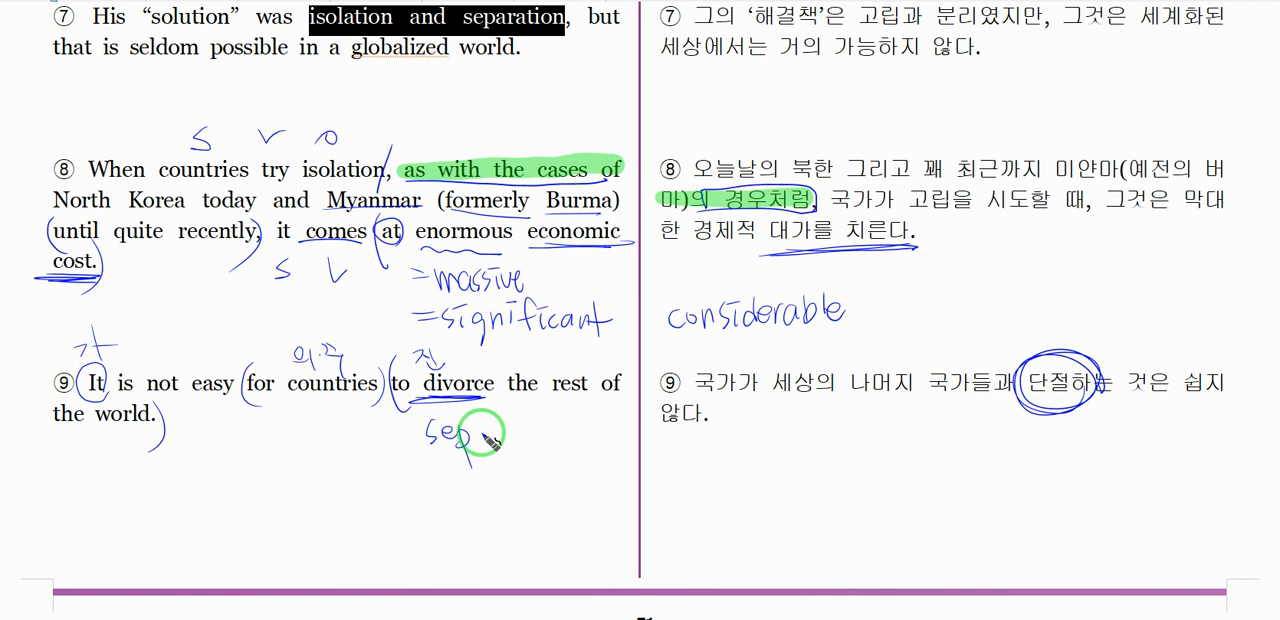 ⑦ His “solution” was isolation and separation, but
that is seldom possible in a globalized world.
⑦ 그의 ‘해결책’은 고립과 분리였지만, 그것은 세계화된
세상에서는 거의 가능하지 않다.
S V O
⑧ When countries try isolation, as with the cases of
North Korea today and Myanmar (formerly Burma)
until quite recently, it comes at enormous economic
cost.
S V
=massive
=significant
⑧ 오늘날의 북한 그리고 꽤 최근까지 미얀마(예전의 버
마)의 경우처럼, 국가가 고립을 시도할 때, 그것은 막대
한 경제적 대가를 치른다.
considerable
가 의주 진
⑨ It is not easy for countries to divorce the rest of
the world.
sep
⑨ 국가가 세상의 나머지 국가들과 단절하는 것은 쉽지
않다.